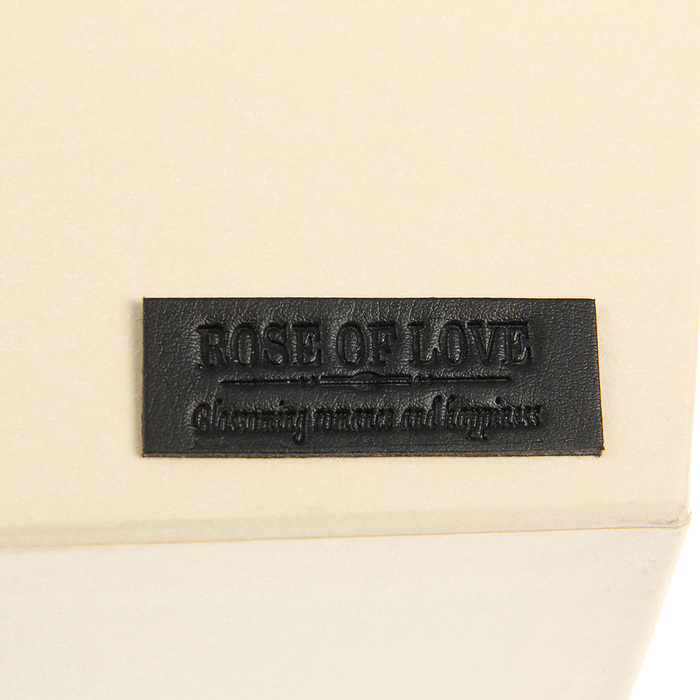 ROSE OF LOVE
Blossoming romance and happiness